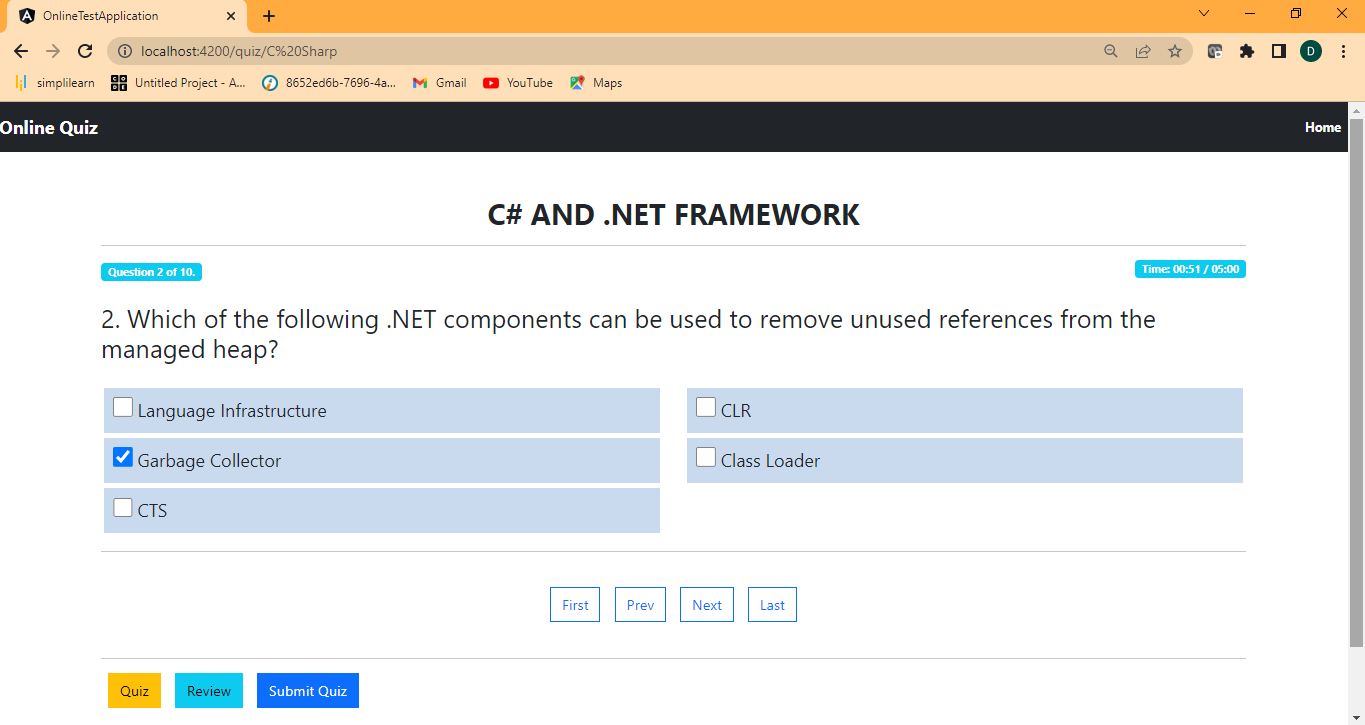 OnlineTestApplication
localhost:4200/quiz/C%20Sharp
D
simplilearn
CODE
Untitled Project - A...
8652ed6b-7696-4a...
Gmail
YouTube
Maps
Online Quiz
Home
C# AND .NET FRAMEWORK
Question 2 of 10.
Time: 00:51 / 05:00
2. Which of the following .NET components can be used to remove unused references from the
managed heap?
Language Infrastructure
CLR
Garbage Collector
Class Loader
CTS
First
Prev
Next
Last
Quiz
Review
Submit Quiz